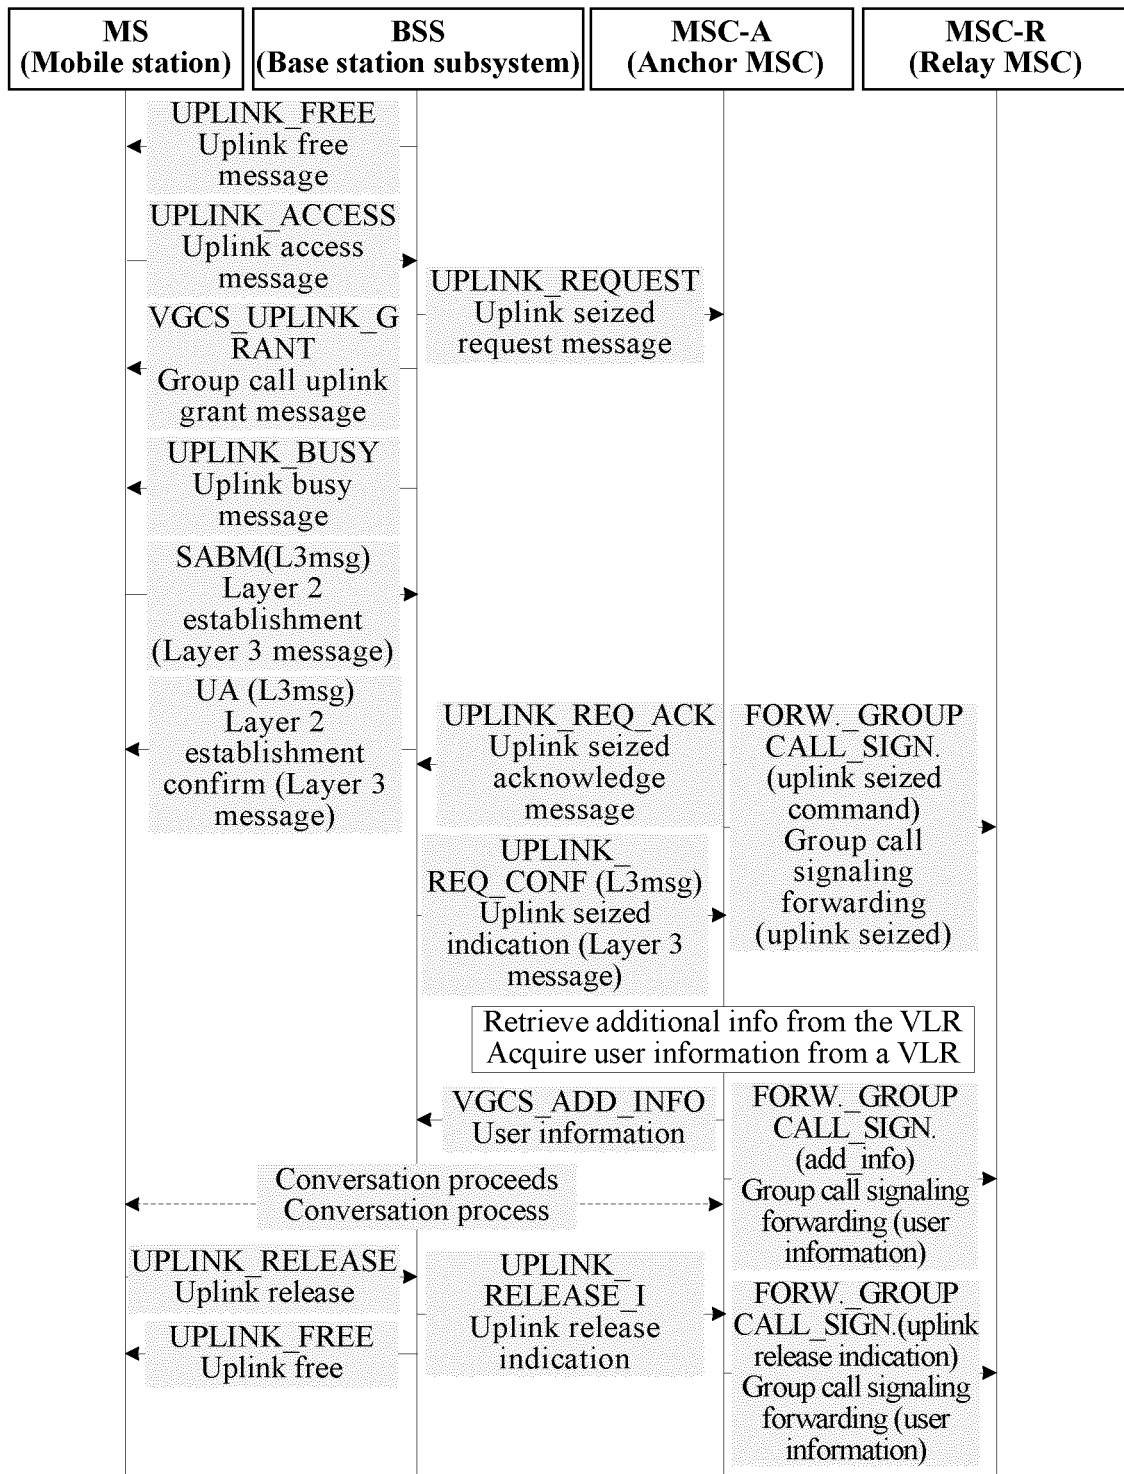 MS
(Mobile station)
BSS
(Base station subsystem)
MSC-A
(Anchor MSC)
MSC-R
(Relay MSC)
UPLINK_FREE
Uplink free
message
UPLINK_ACCESS
Uplink access
message
UPLINK_REQUEST
Uplink seized
request message
VGCS_UPLINK_G
RANT
Group call uplink
grant message
UPLINK_BUSY
Uplink busy
message
SABM(L3msg)
Layer 2
establishment
(Layer 3 message)
UA (L3msg)
Layer 2
establishment
confirm (Layer 3
message)
UPLINK_REQ_ACK
Uplink seized
acknowledge
message
FORW._GROUP
CALL_SIGN.
(uplink seized
command)
Group call
signaling
forwarding
(uplink seized)
UPLINK_
REQ_CONF (L3msg)
Uplink seized
indication (Layer 3
message)
Retrieve additional info from the VLR
Acquire user information from a VLR
VGCS_ADD_INFO
User information
FORW._GROUP
CALL_SIGN.
(add_info)
Group call signaling
forwarding (user
information)
Conversation proceeds
Conversation process
UPLINK_RELEASE
Uplink release
UPLINK_
RELEASE_I
Uplink release
indication
FORW._GROUP
CALL_SIGN.(uplink
release indication)
Group call signaling
forwarding (user
information)
UPLINK_FREE
Uplink free